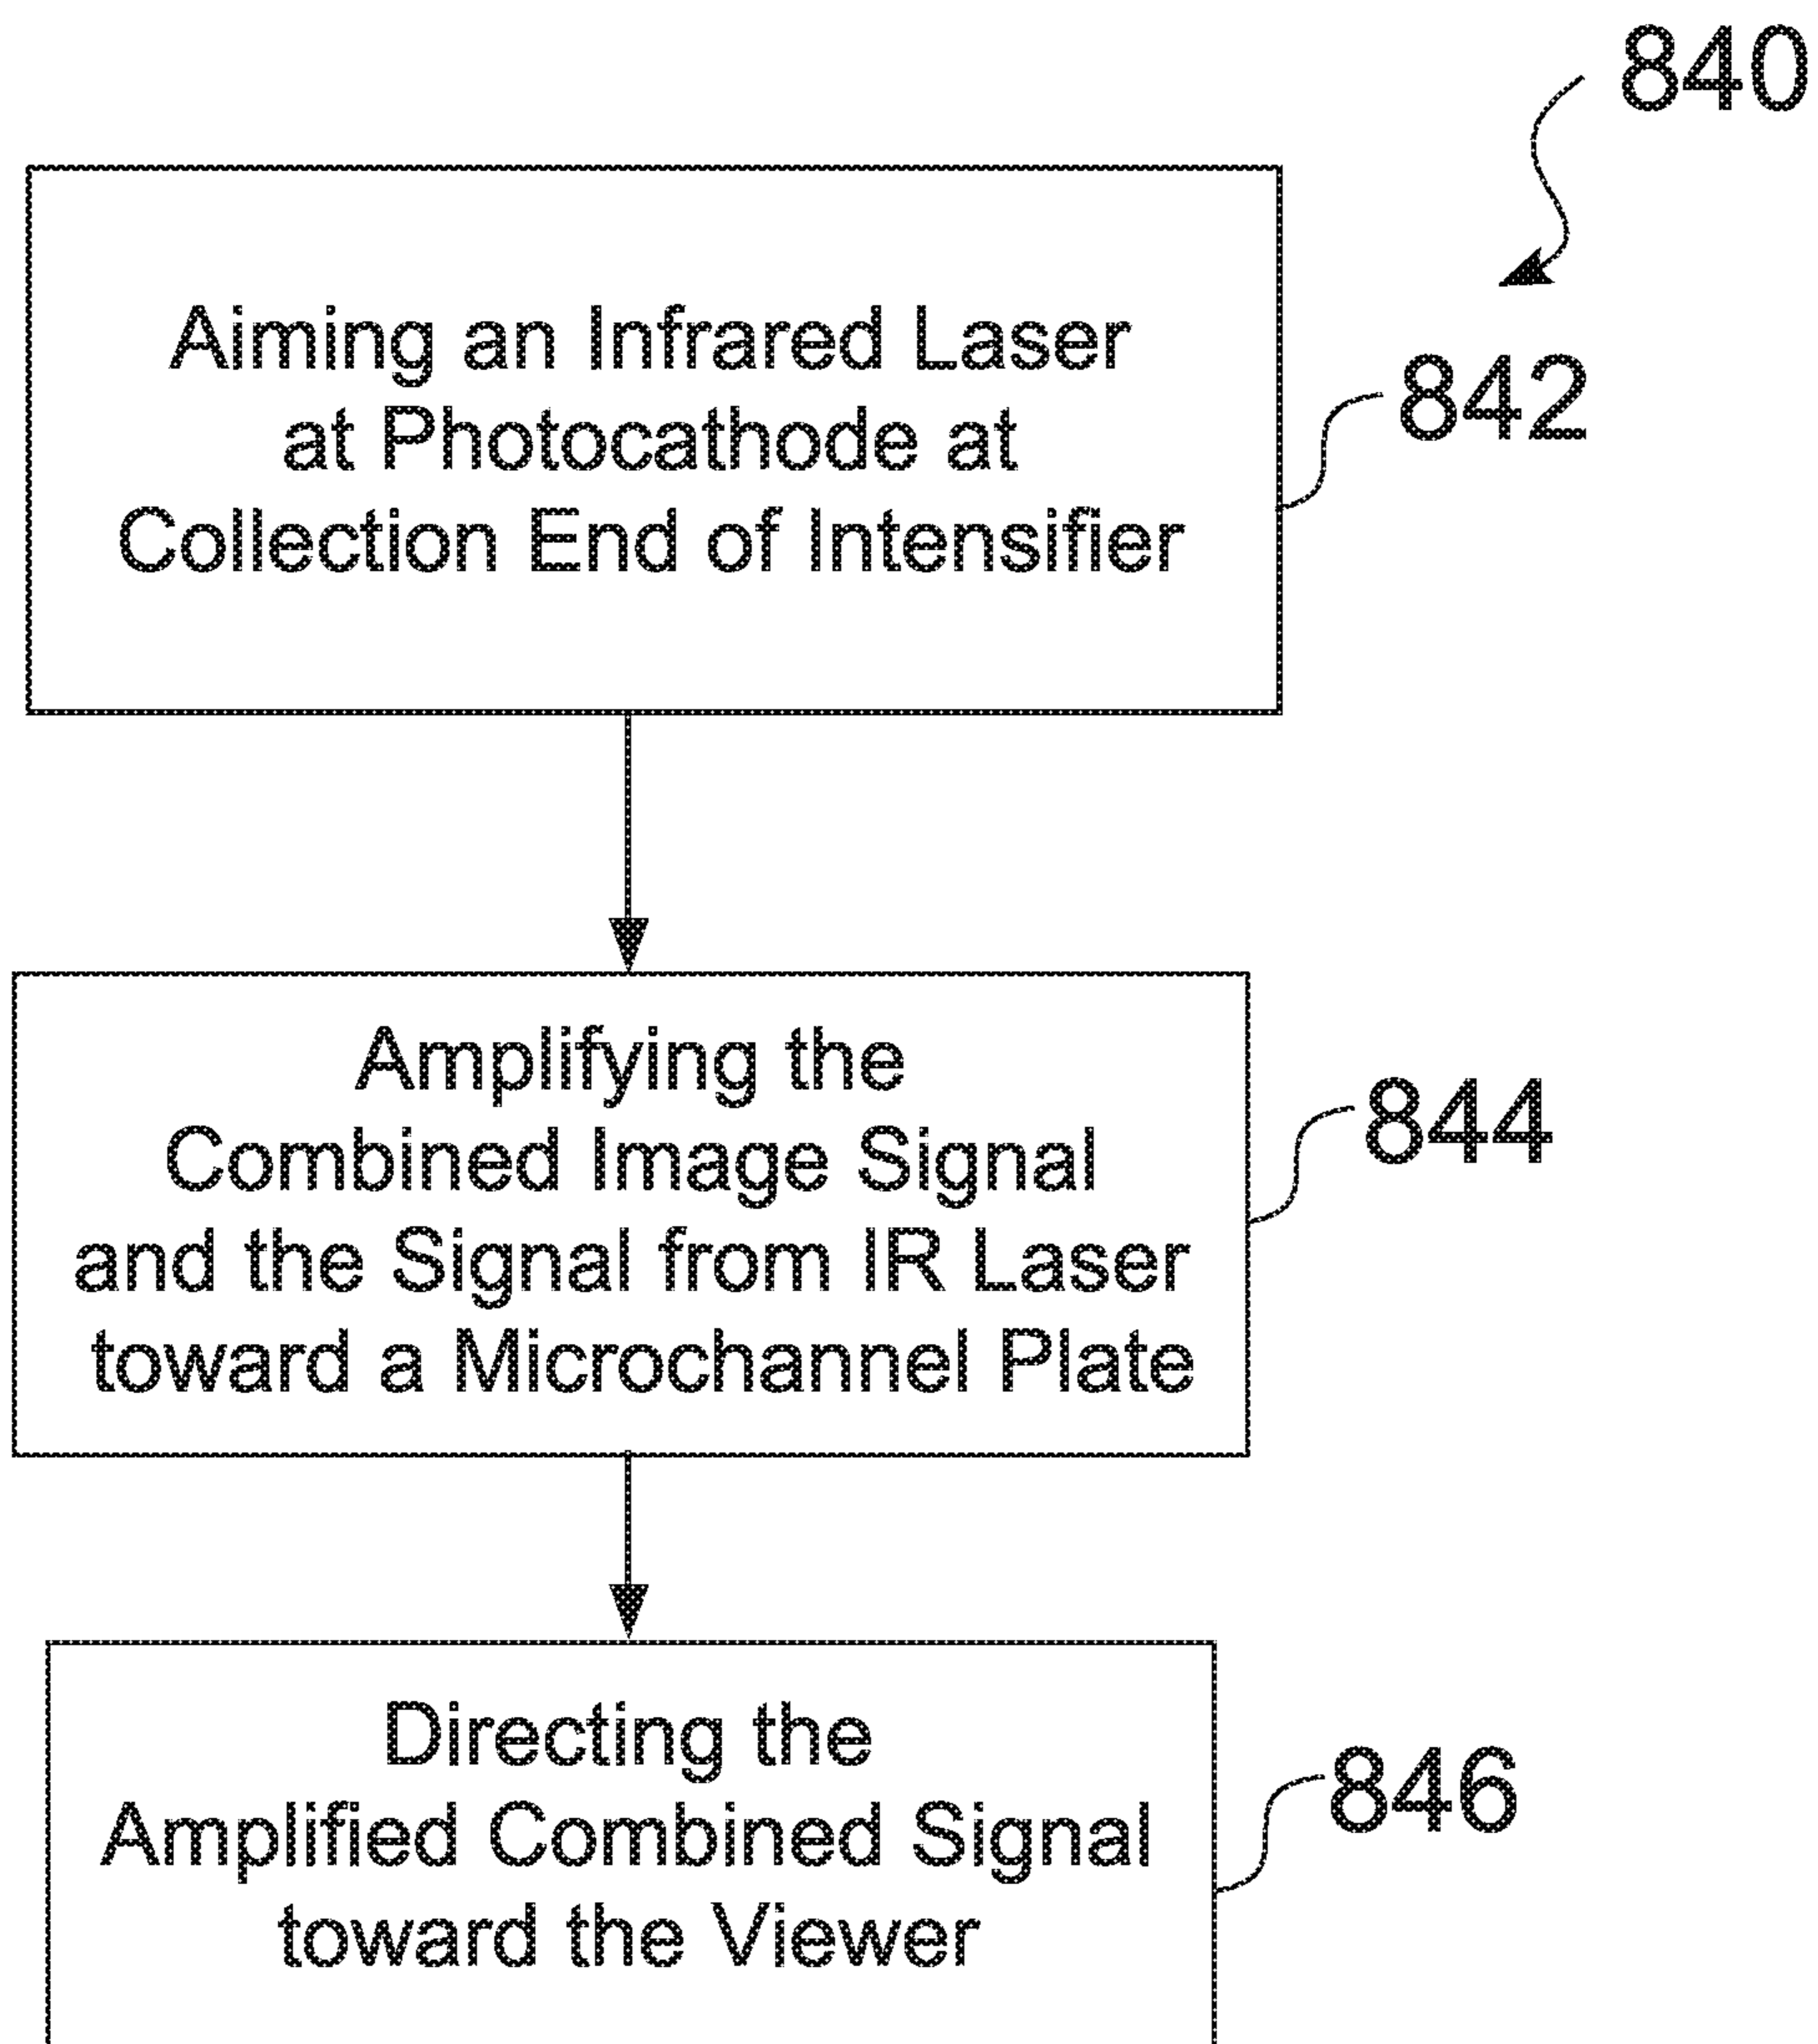 840
Aiming an Infrared Laser
at Photocathode at
Collection End of Intensifier
842
Amplifying the
Combined Image Signal
and the Signal from IR Laser
toward a Microchannel Plate
844
Directing the
Amplified Combined Signal
toward the Viewer
846